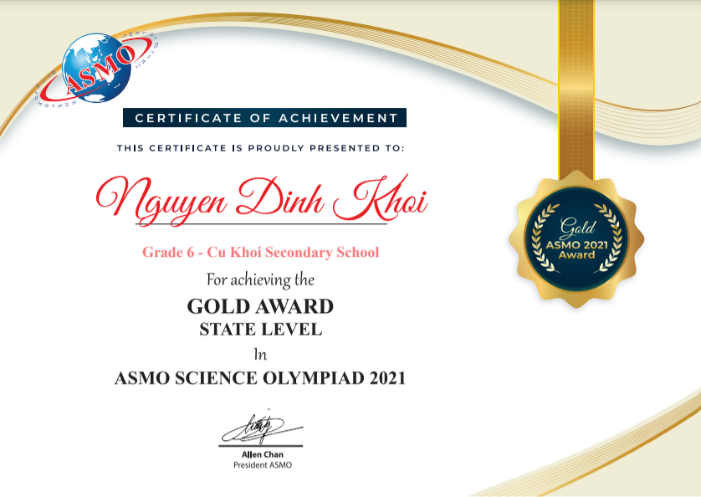 ASMO
CERTIFICATE OF ACHIEVEMENT
THIS CERTIFICATE IS PROUDLY PRESENTED TO:
Nguyen Dinh Khoi
Grade 6 - Cu Khoi Secondary School
For achieving the
GOLD AWARD
STATE LEVEL
In
ASMO SCIENCE OLYMPIAD 2021
Allen Chan
President ASMO
Gold
ASMO 2021
Award